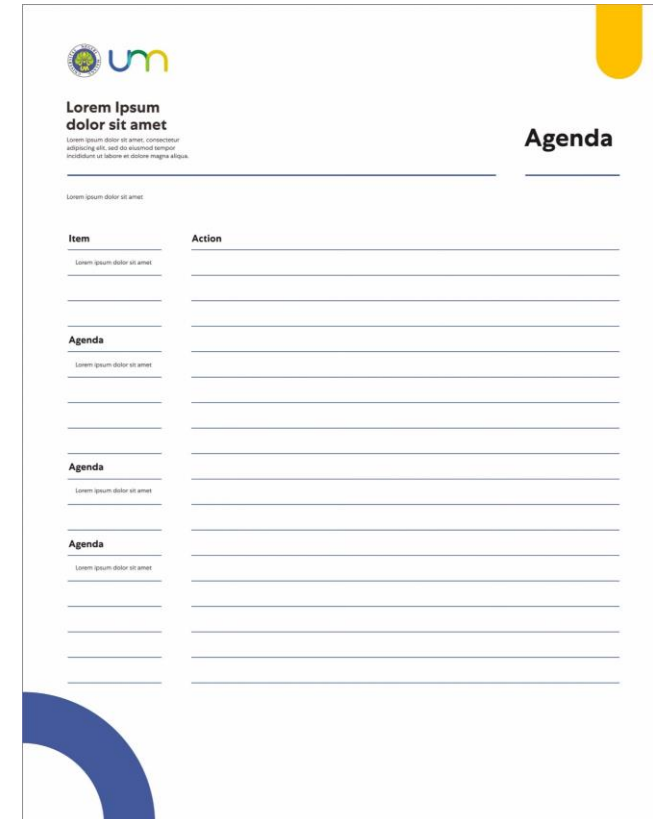 um
Lorem Ipsum
dolor sit amet
Lorem ipsum dolor sit amet, consectetur
adipiscing elit, sed do eiusmod tempor
incididunt ut labore et dolore magna aliqua.
Agenda
Lorem ipsum dolor sit amet
Item Action
Lorem ipsum dolor sit amet
Agenda
Lorem ipsum dolor sit amet
Agenda
Lorem ipsum dolor sit amet
Agenda
Lorem ipsum dolor sit amet